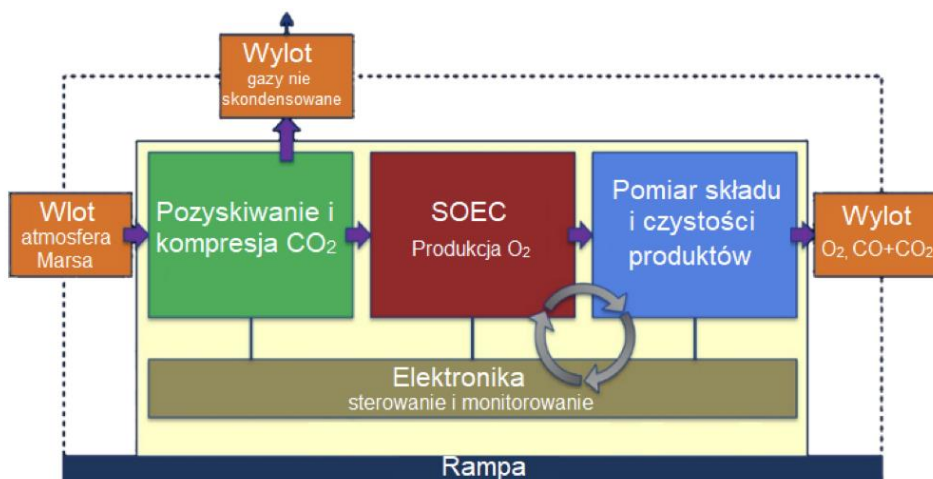 Wylot
gazy nie
skondensowane
Wlot
atmosfera
Marsa
Pozyskiwanie i
kompresja CO₂
SOEC
Produkcja O₂
Pomiar składu
i czystości
produktów
Wylot
O₂, CO+CO₂
Elektronika
sterowanie i monitorowanie
Rampa